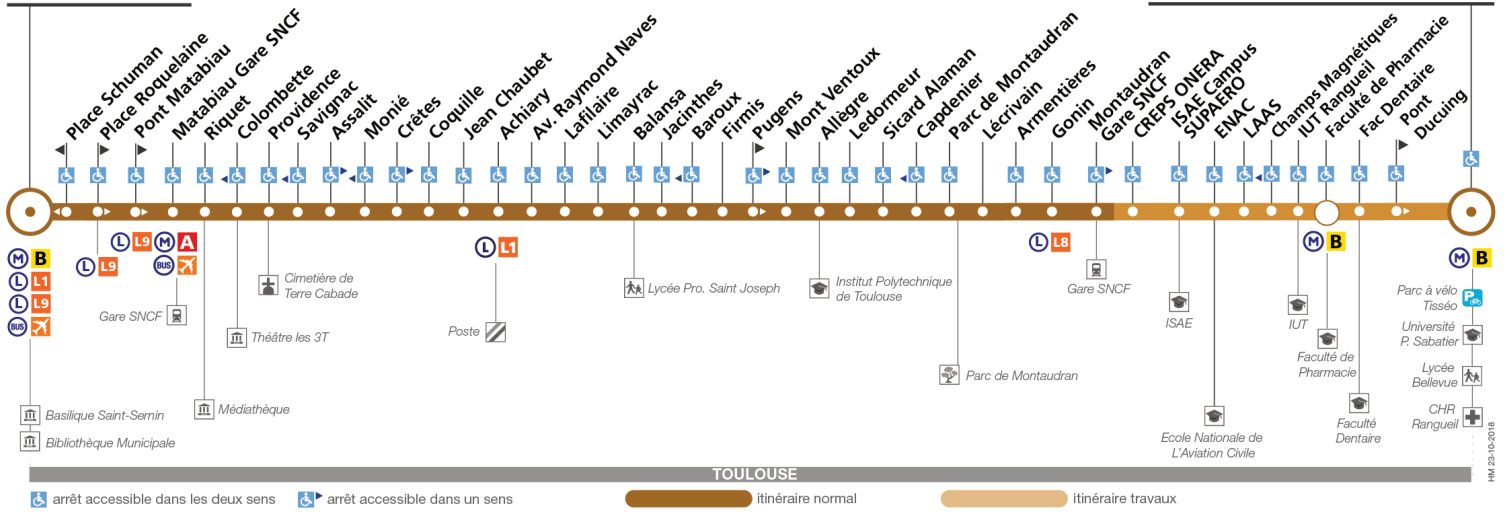 Place Schuman
Place Roquelaine
Pont Matabiau
Matabiau Gare SNCF
Riquet
Colombette
Providence
Savignac
Assalit
Monié
Crêtes
Coquille
Jean Chaubet
Achiary
Av. Raymond Naves
Lafilaire
Limayrac
Balansa
Jacinthes
Baroux
Firmis
Pugens
Mont Ventoux
Allègre
Ledormeur
Sicard Alaman
Capdenier
Parc de Montaudran
Lécrivain
Armentières
Gonin
Montaudran
Gare SNCF
CREPS ONERA
ISAE Campus
SUPAERO
ENAC
LAAS
Champs Magnétiques
IUT Rangueil
Faculté de Pharmacie
Fac Dentaire
Pont
Ducuing
M B
L L1
L L9
BUS
L L9
L L9
M A
BUS
L L1
L L8
M B
M B
Gare SNCF
Théâtre les 3T
Cimetière de
Terre Cabade
Poste
Lycée Pro. Saint Joseph
Institut Polytechnique
de Toulouse
Gare SNCF
ISAE
IUT
Faculté de
Pharmacie
Parc à vélo
Tisséo
P
Université
P. Sabatier
Lycée
Bellevue
CHR
Rangueil
Parc de Montaudran
Médiathèque
Basilique Saint-Sernin
Bibliothèque Municipale
Ecole Nationale de
L'Aviation Civile
Faculté
Dentaire
HM 23-10-2018
TOULOUSE
arrêt accessible dans les deux sens
arrêt accessible dans un sens
itinéraire normal
itinéraire travaux